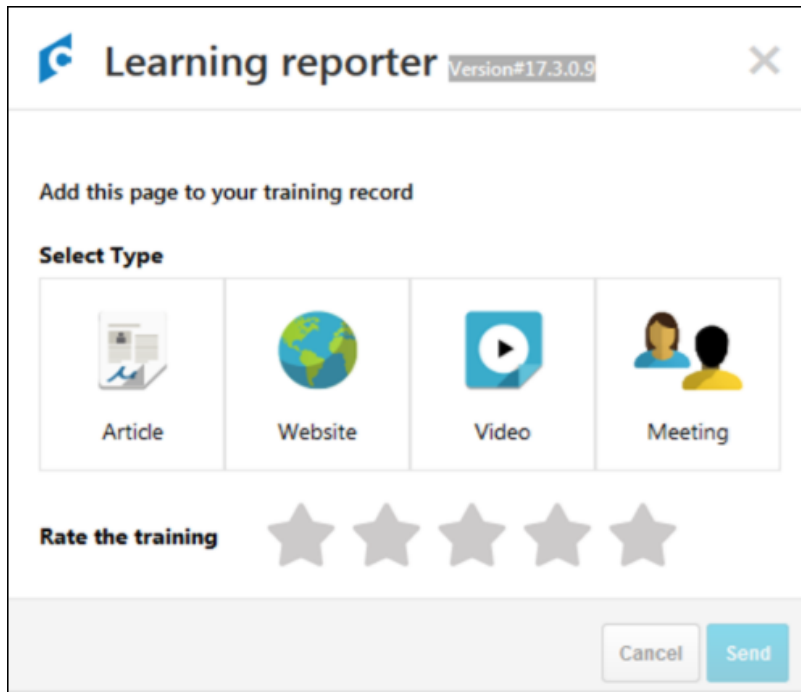 Learning reporter Version#17.3.0.9
Add this page to your training record
Select Type
Article Website Video Meeting
Rate the training
Cancel Send